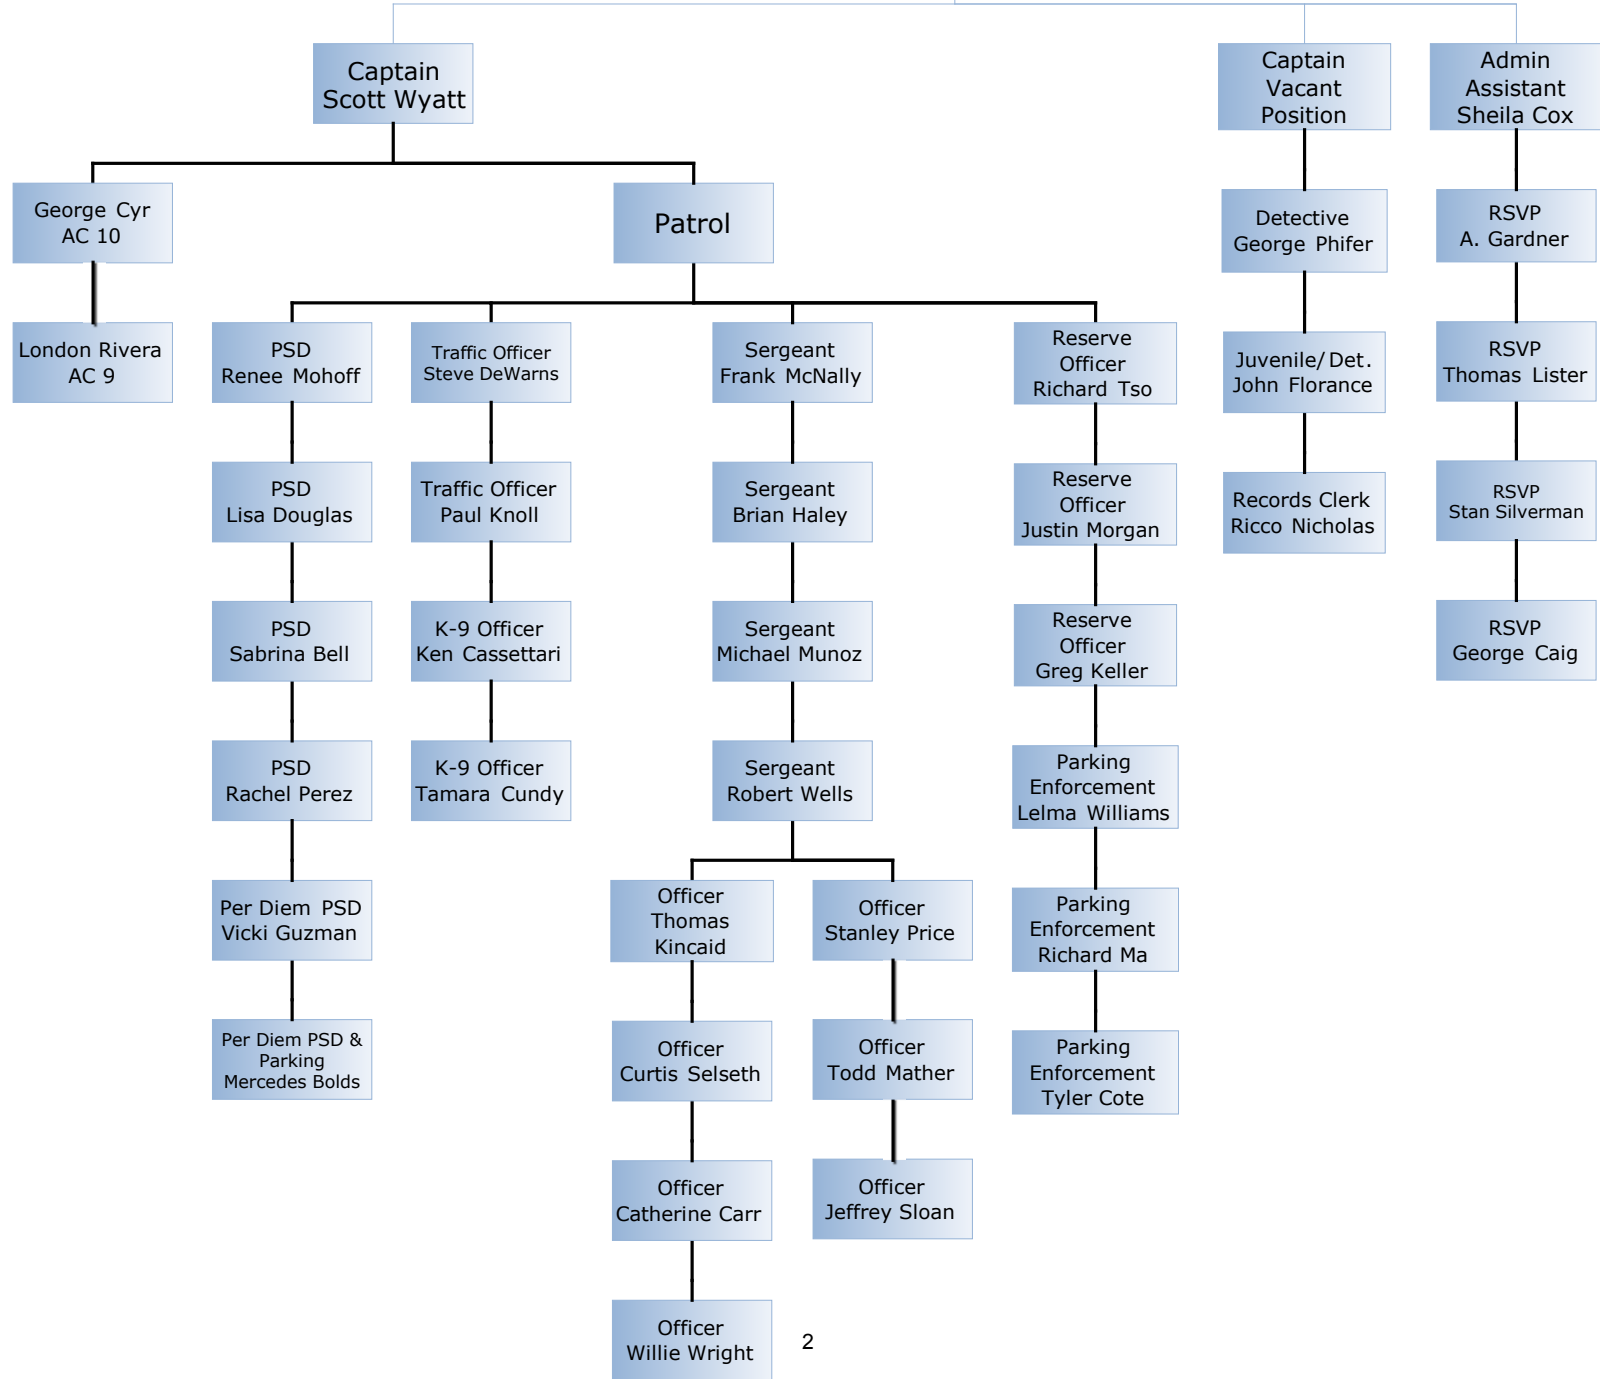 Captain
Scott Wyatt
Captain
Vacant
Position
Admin
Assistant
Sheila Cox
George Cyr
AC 10
Patrol
Detective
George Phifer
RSVP
A. Gardner
London Rivera
AC 9
PSD
Renee Mohoff
Traffic Officer
Steve DeWarns
Sergeant
Frank McNally
Reserve
Officer
Richard Tso
Juvenile/Det.
John Florance
RSVP
Thomas Lister
PSD
Lisa Douglas
Traffic Officer
Paul Knoll
Sergeant
Brian Haley
Reserve
Officer
Justin Morgan
Records Clerk
Ricco Nicholas
RSVP
Stan Silverman
PSD
Sabrina Bell
K-9 Officer
Ken Cassettari
Sergeant
Michael Munoz
Reserve
Officer
Greg Keller
RSVP
George Caig
PSD
Rachel Perez
K-9 Officer
Tamara Cundy
Sergeant
Robert Wells
Parking
Enforcement
Lelma Williams
Per Diem PSD
Vicki Guzman
Officer
Thomas
Kincaid
Officer
Stanley Price
Parking
Enforcement
Richard Ma
Per Diem PSD &
Parking
Mercedes Bolds
Officer
Curtis Selseth
Officer
Todd Mather
Parking
Enforcement
Tyler Cote
Officer
Catherine Carr
Officer
Jeffrey Sloan
Officer
Willie Wright
2